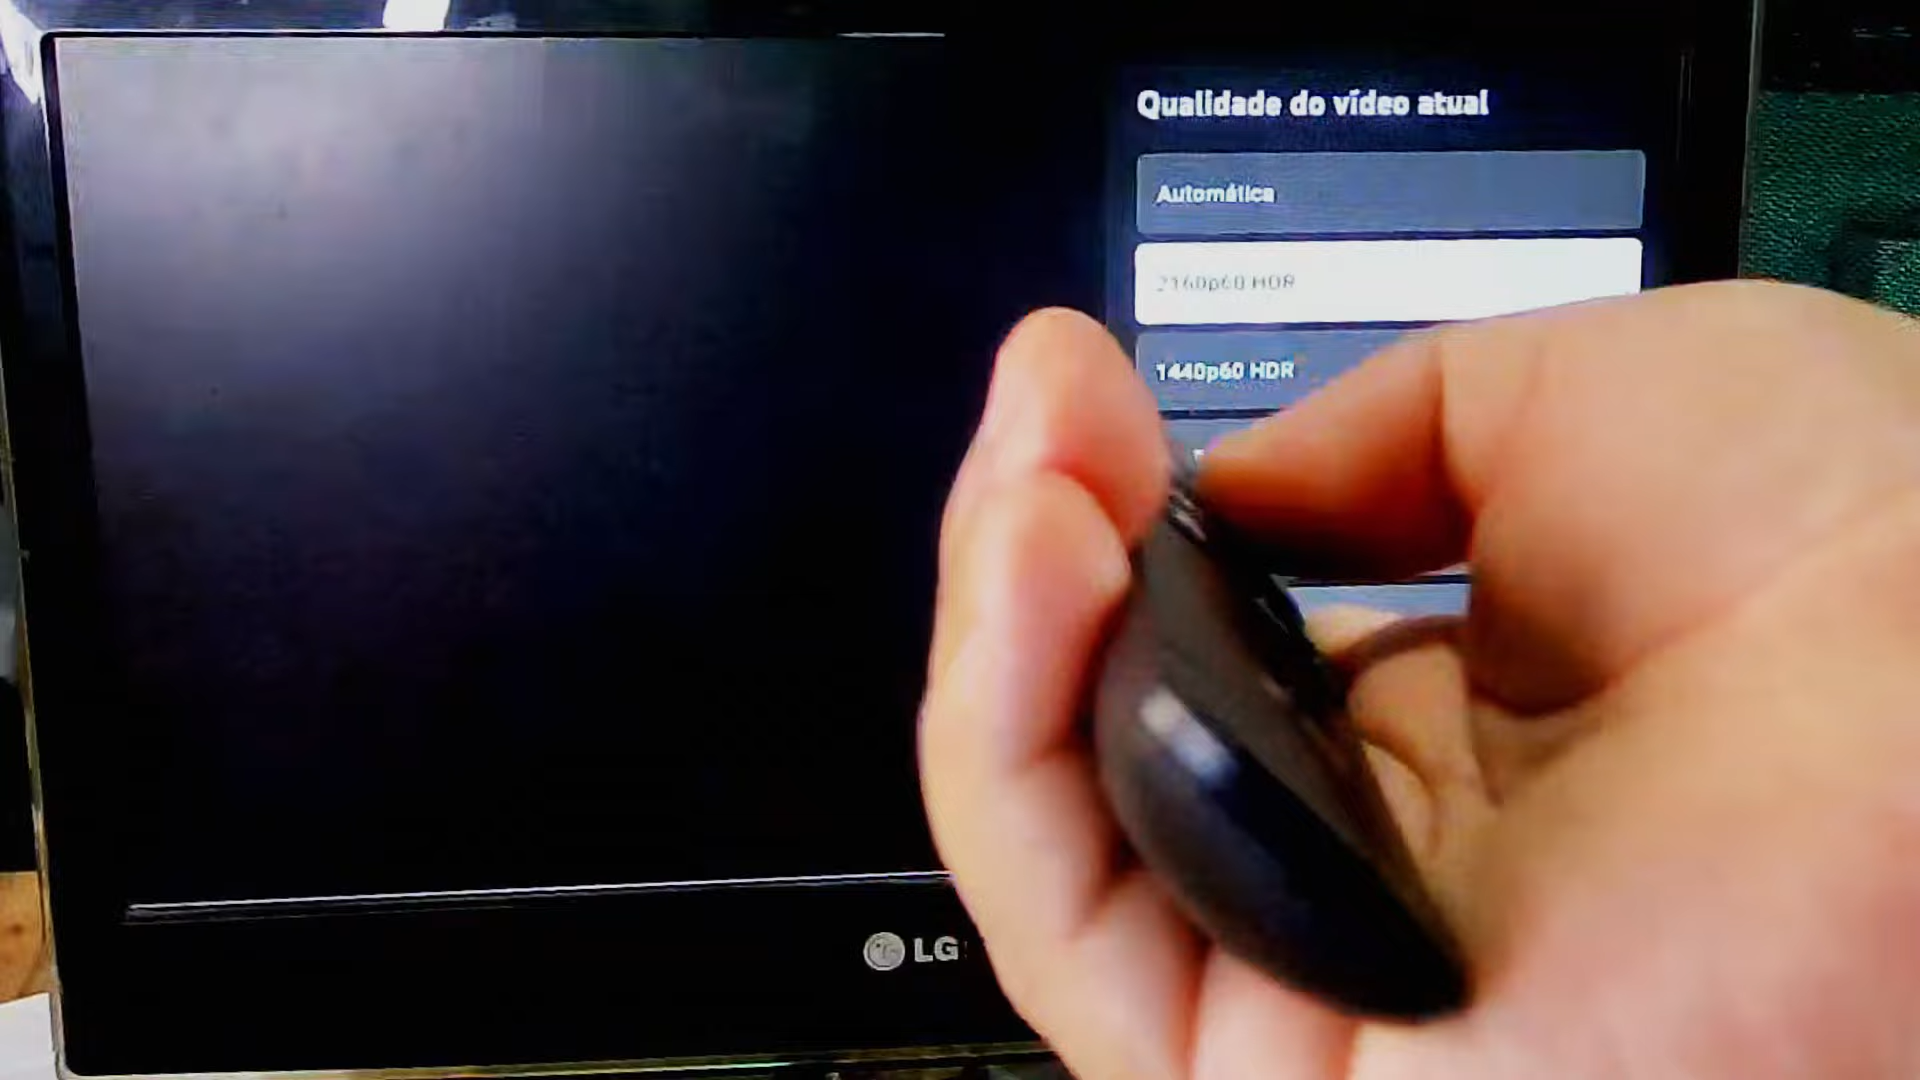 Qualidade do vídeo atual
Automática
2160p60 HDR
1440p60 HDR
LG